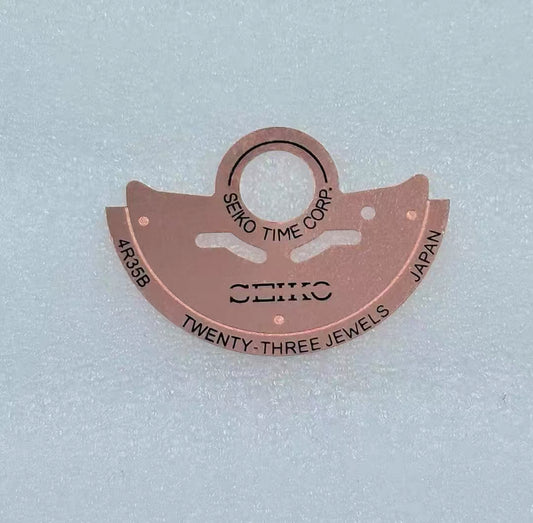 SEIKO TIME CORP.
SEIKO
4R35B
TWENTY-THREE JEWELS
JAPAN